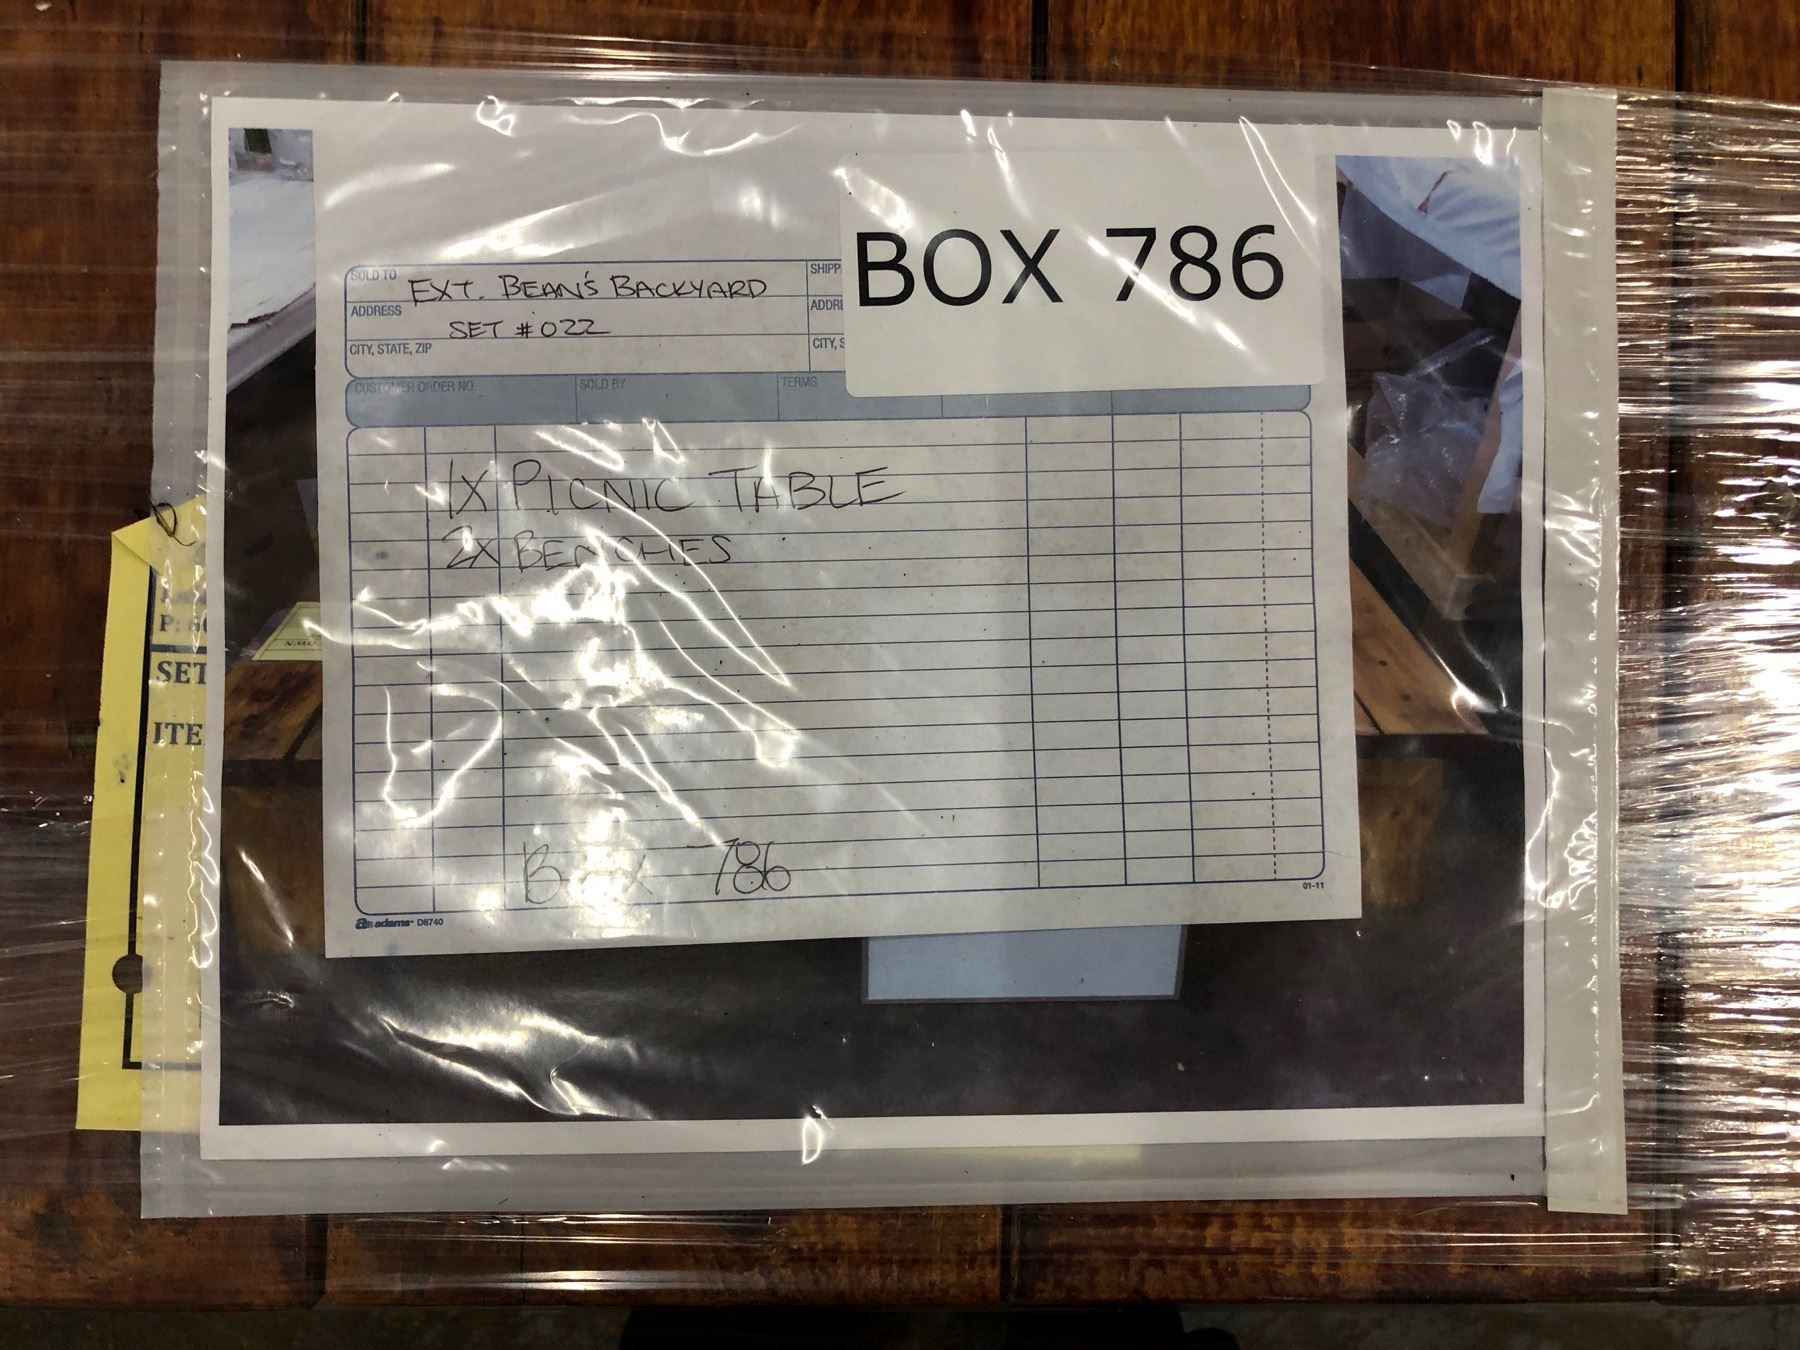 BOX 786
SOLD TO
EXT. BEAN'S BACKYARD
ADDRESS
SET #022
CITY, STATE, ZIP
SHIPP
ADDRE
CITY, S
CUSTOMER ORDER NO.
SOLD BY
TERMS
1X PICNIC TABLE
2X BENCHES
BOX 786
adams D8740
01-11
P: 
SET
ITE